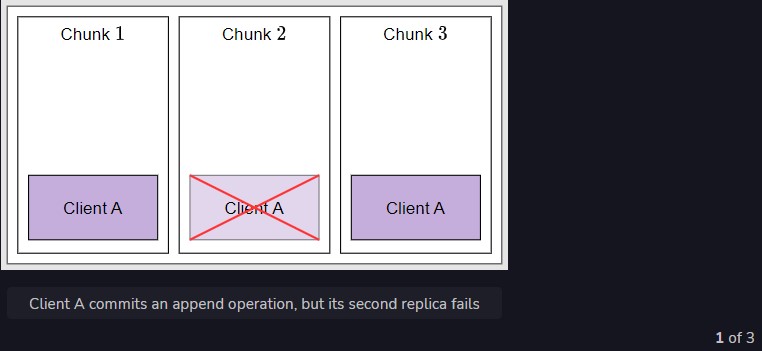 Chunk 1
Chunk 2
Chunk 3
Client A
Client A
Client A
Client A commits an append operation, but its second replica fails
1 of 3